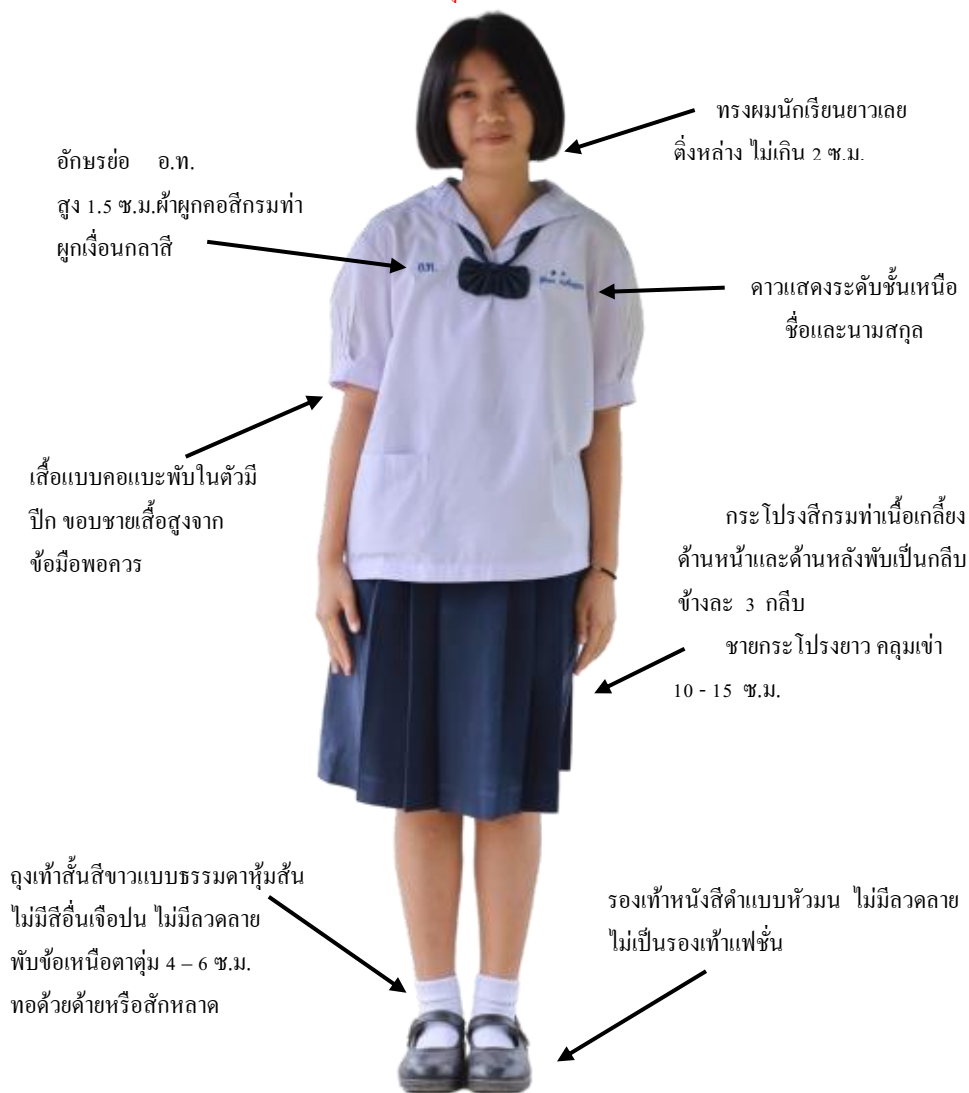 ทรงผมนักเรียนยาวเลย
ติ่งหล่าง ไม่เกิน 2 ซ.ม.
อักษรย่อ อ.ท.
สูง 1.5 ซ.ม.ผ้าผูกคอสีกรมท่า
ผูกเงื่อนกลาสี
อ.ท.
ดาวแสดงระดับชั้นเหนือ
ชื่อและนามสกุล
เสื้อแบบคอแบะพับในตัวมี
ปีก ขอบชายเสื้อสูงจาก
ข้อมือพอควร
กระโปรงสีกรมท่าเนื้อเกลี้ยง
ด้านหน้าและด้านหลังพับเป็นกลีบ
ข้างละ 3 กลีบ
ชายกระโปรงยาว คลุมเข่า
10 - 15 ซ.ม.
ถุงเท้าสั้นสีขาวแบบธรรมดาหุ้มส้น
ไม่มีสีอื่นเจือปน ไม่มีลวดลาย
พับข้อเหนือตาตุ่ม 4 – 6 ซ.ม.
ทอด้วยด้ายหรือสักหลาด
รองเท้าหนังสีดำแบบหัวมน ไม่มีลวดลาย
ไม่เป็นรองเท้าแฟชั่น